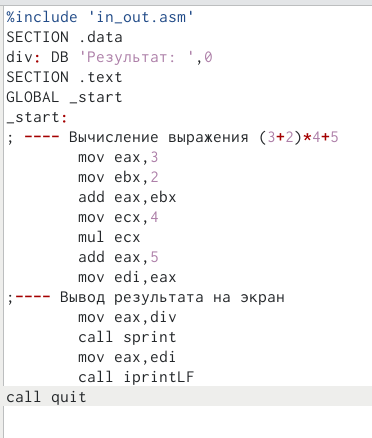 %include 'in_out.asm'
SECTION .data
div: DB 'Результат: ',0
SECTION .text
GLOBAL _start
_start:
; ---- Вычисление выражения (3+2)*4+5
mov eax,3
mov ebx,2
add eax,ebx
mov ecx,4
mul ecx
add eax,5
mov edi,eax
;---- Вывод результата на экран
mov eax,div
call sprint
mov eax,edi
call iprintLF
call quit